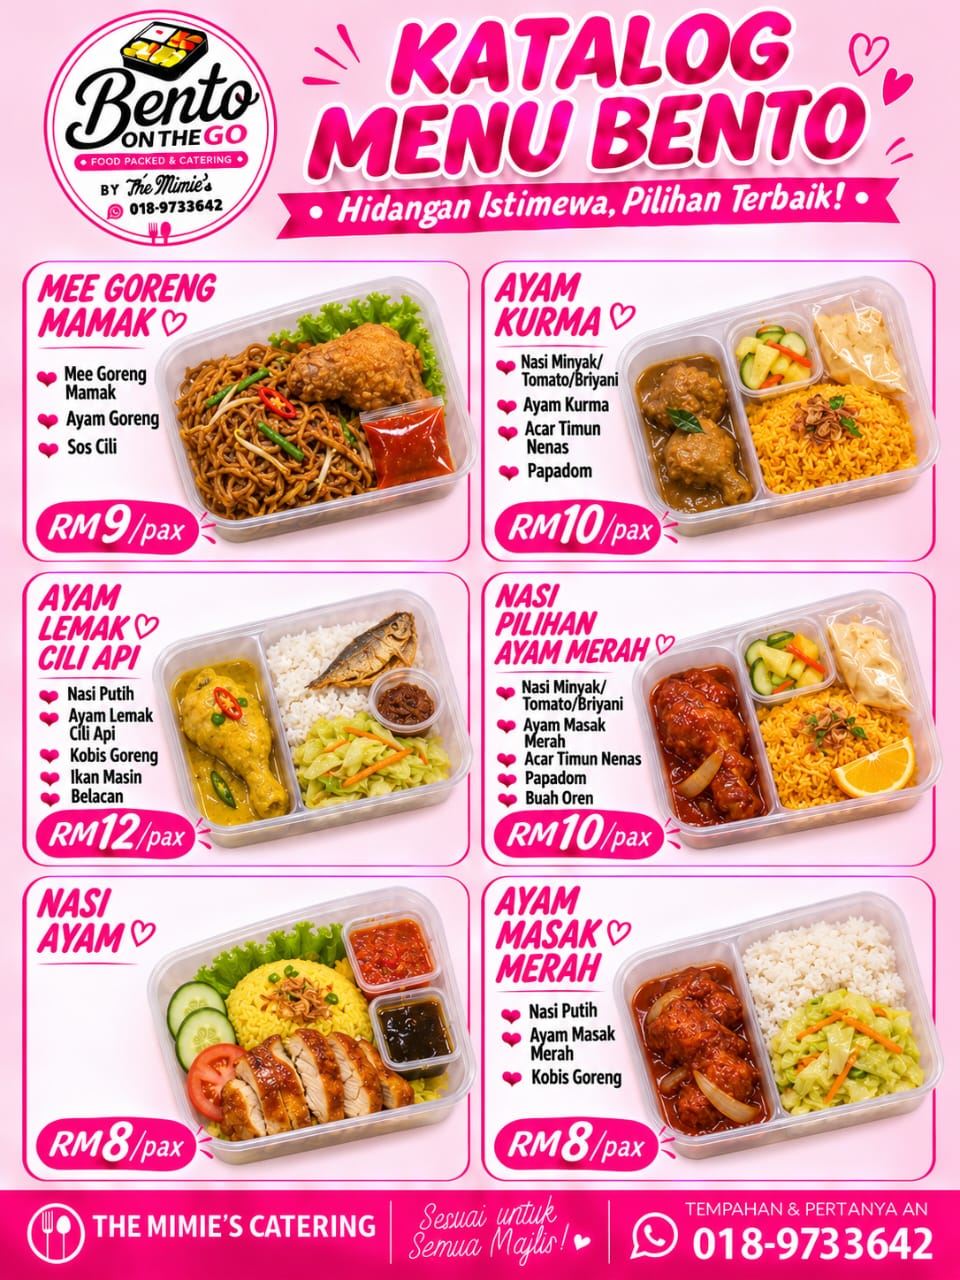 Bento
ON THE GO
• FOOD PACKED & CATERING •
BY The Mimie's
018-9733642
KATALOG
MENU BENTO
• Hidangan Istimewa, Pilihan Terbaik! •
MEE GORENG
MAMAK
Mee Goreng
Mamak
Ayam Goreng
Sos Cili
RM9/pax
AYAM
KURMA
Nasi Minyak/
Tomato/Briyani
Ayam Kurma
Acar Timun
Nenas
Papadom
RM10/pax
AYAM
LEMAK
CILI API
Nasi Putih
Ayam Lemak
Cili Api
Kobis Goreng
Ikan Masin
Belacan
RM12/pax
NASI
PILIHAN
AYAM MERAH
Nasi Minyak/
Tomato/Briyani
Ayam Masak
Merah
Acar Timun Nenas
Papadom
Buah Oren
RM10/pax
NASI
AYAM
RM8/pax
AYAM
MASAK
MERAH
Nasi Putih
Ayam Masak
Merah
Kobis Goreng
RM8/pax
THE MIMIE'S CATERING
Sesuai untuk
Semua Majlis!
TEMPAHAN & PERTANYA AN
018-9733642